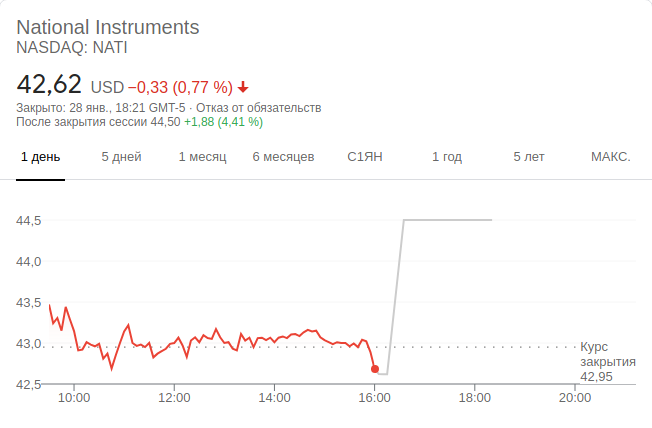 National Instruments
NASDAQ: NATI
42,62 USD −0,33 (0,77 %)
Закрыто: 28 янв., 18:21 GMT-5 · Отказ от обязательств
После закрытия сессии 44,50 +1,88 (4,41 %)
1 день 5 дней 1 месяц 6 месяцев С1ЯН 1 год 5 лет МАКС.
44,5
44,0
43,5
43,0
Курс
закрытия
42,95
42,5
10:00 12:00 14:00 16:00 18:00 20:00